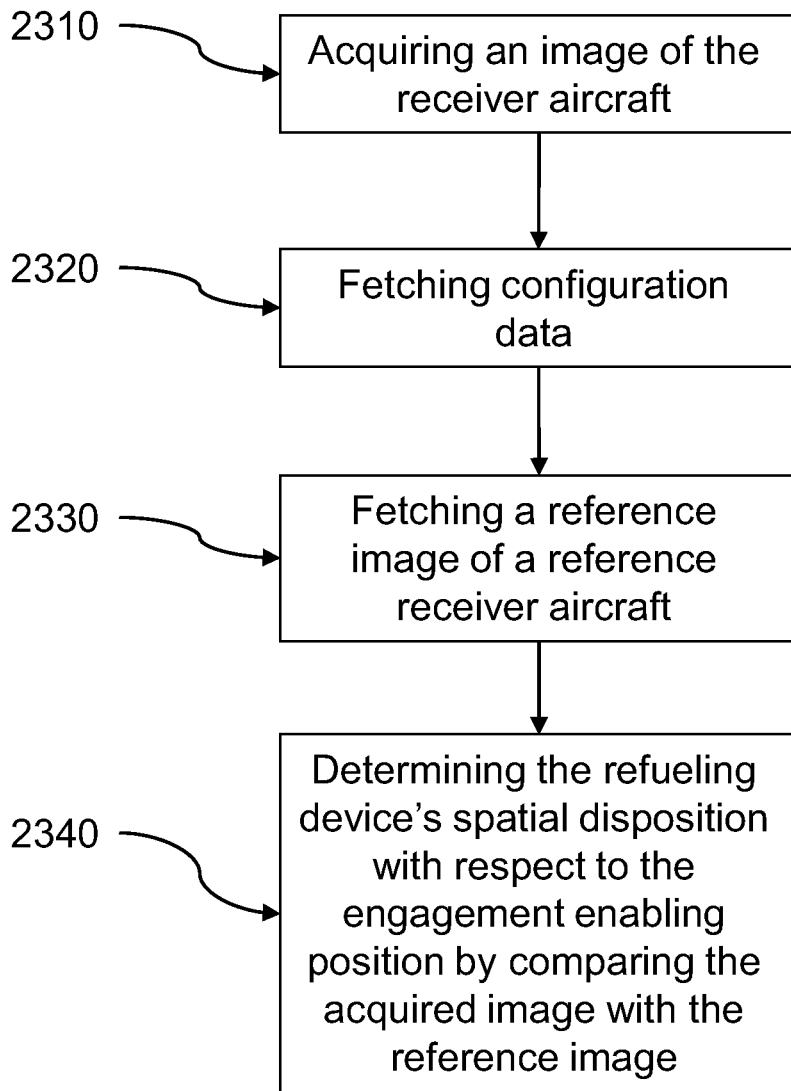 2310
Acquiring an image of the
receiver aircraft
2320
Fetching configuration
data
2330
Fetching a reference
image of a reference
receiver aircraft
2340
Determining the refueling
device's spatial disposition
with respect to the
engagement enabling
position by comparing the
acquired image with the
reference image